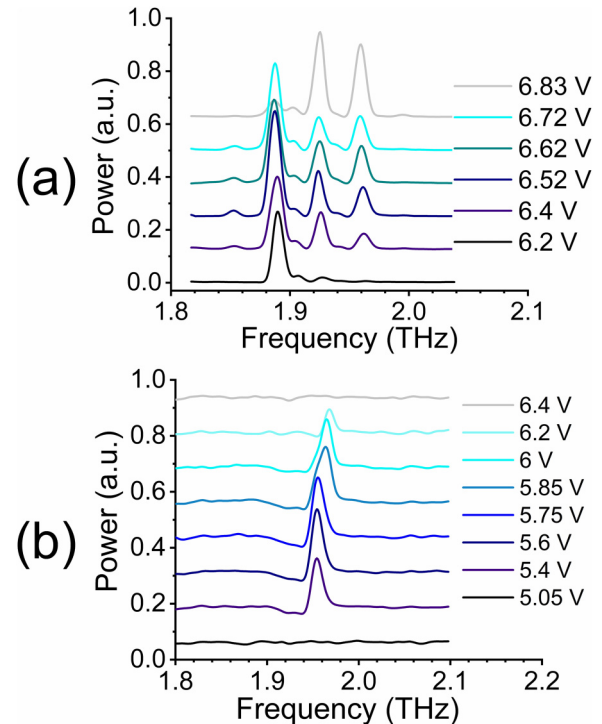 (a)
Power (a.u.)
1.0
0.8
0.6
0.4
0.2
0.0
1.8 1.9 2.0 2.1
Frequency (THz)
6.83 V
6.72 V
6.62 V
6.52 V
6.4 V
6.2 V
(b)
Power (a.u.)
1.0
0.8
0.6
0.4
0.2
0.0
1.8 1.9 2.0 2.1 2.2
Frequency (THz)
6.4 V
6.2 V
6 V
5.85 V
5.75 V
5.6 V
5.4 V
5.05 V